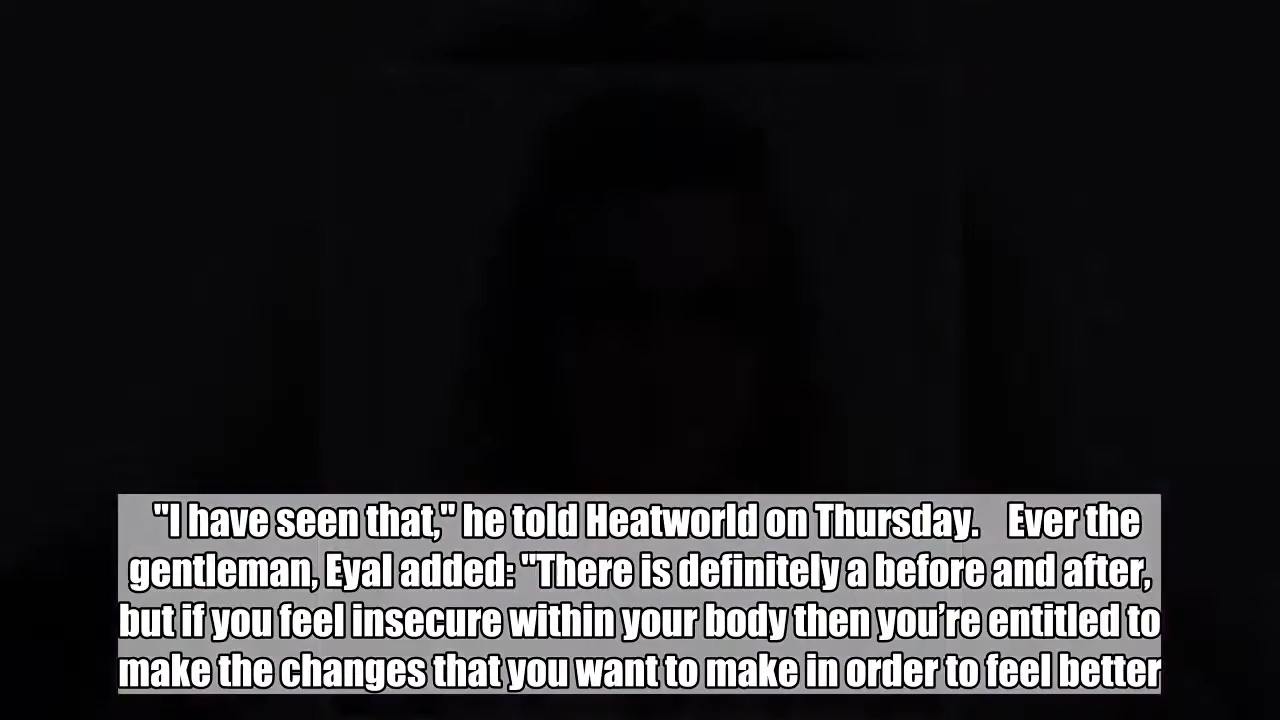 "I have seen that," he told Heatworld on Thursday. Ever the
gentleman, Eyal added: "There is definitely a before and after,
but if you feel insecure within your body then you’re entitled to
make the changes that you want to make in order to feel better